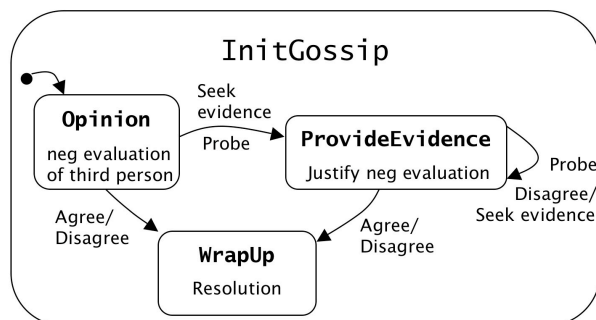 InitGossip
Opinion
neg evaluation
of third person
Seek
evidence
Probe
ProvideEvidence
Justify neg evaluation
Probe
Disagree/
Seek evidence
Agree/
Disagree
Agree/
Disagree
WrapUp
Resolution